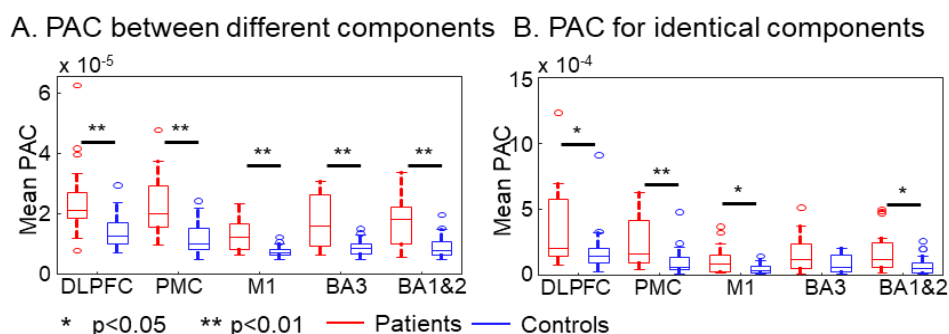 A. PAC between different components B. PAC for identical components
x 10^-5
x 10^-4
Mean PAC
6
4
2
0
DLPFC PMC M1 BA3 BA1&2
** ** ** ** **
Mean PAC
15
10
5
0
DLPFC PMC M1 BA3 BA1&2
* ** * *
* p<0.05 ** p<0.01 Patients Controls